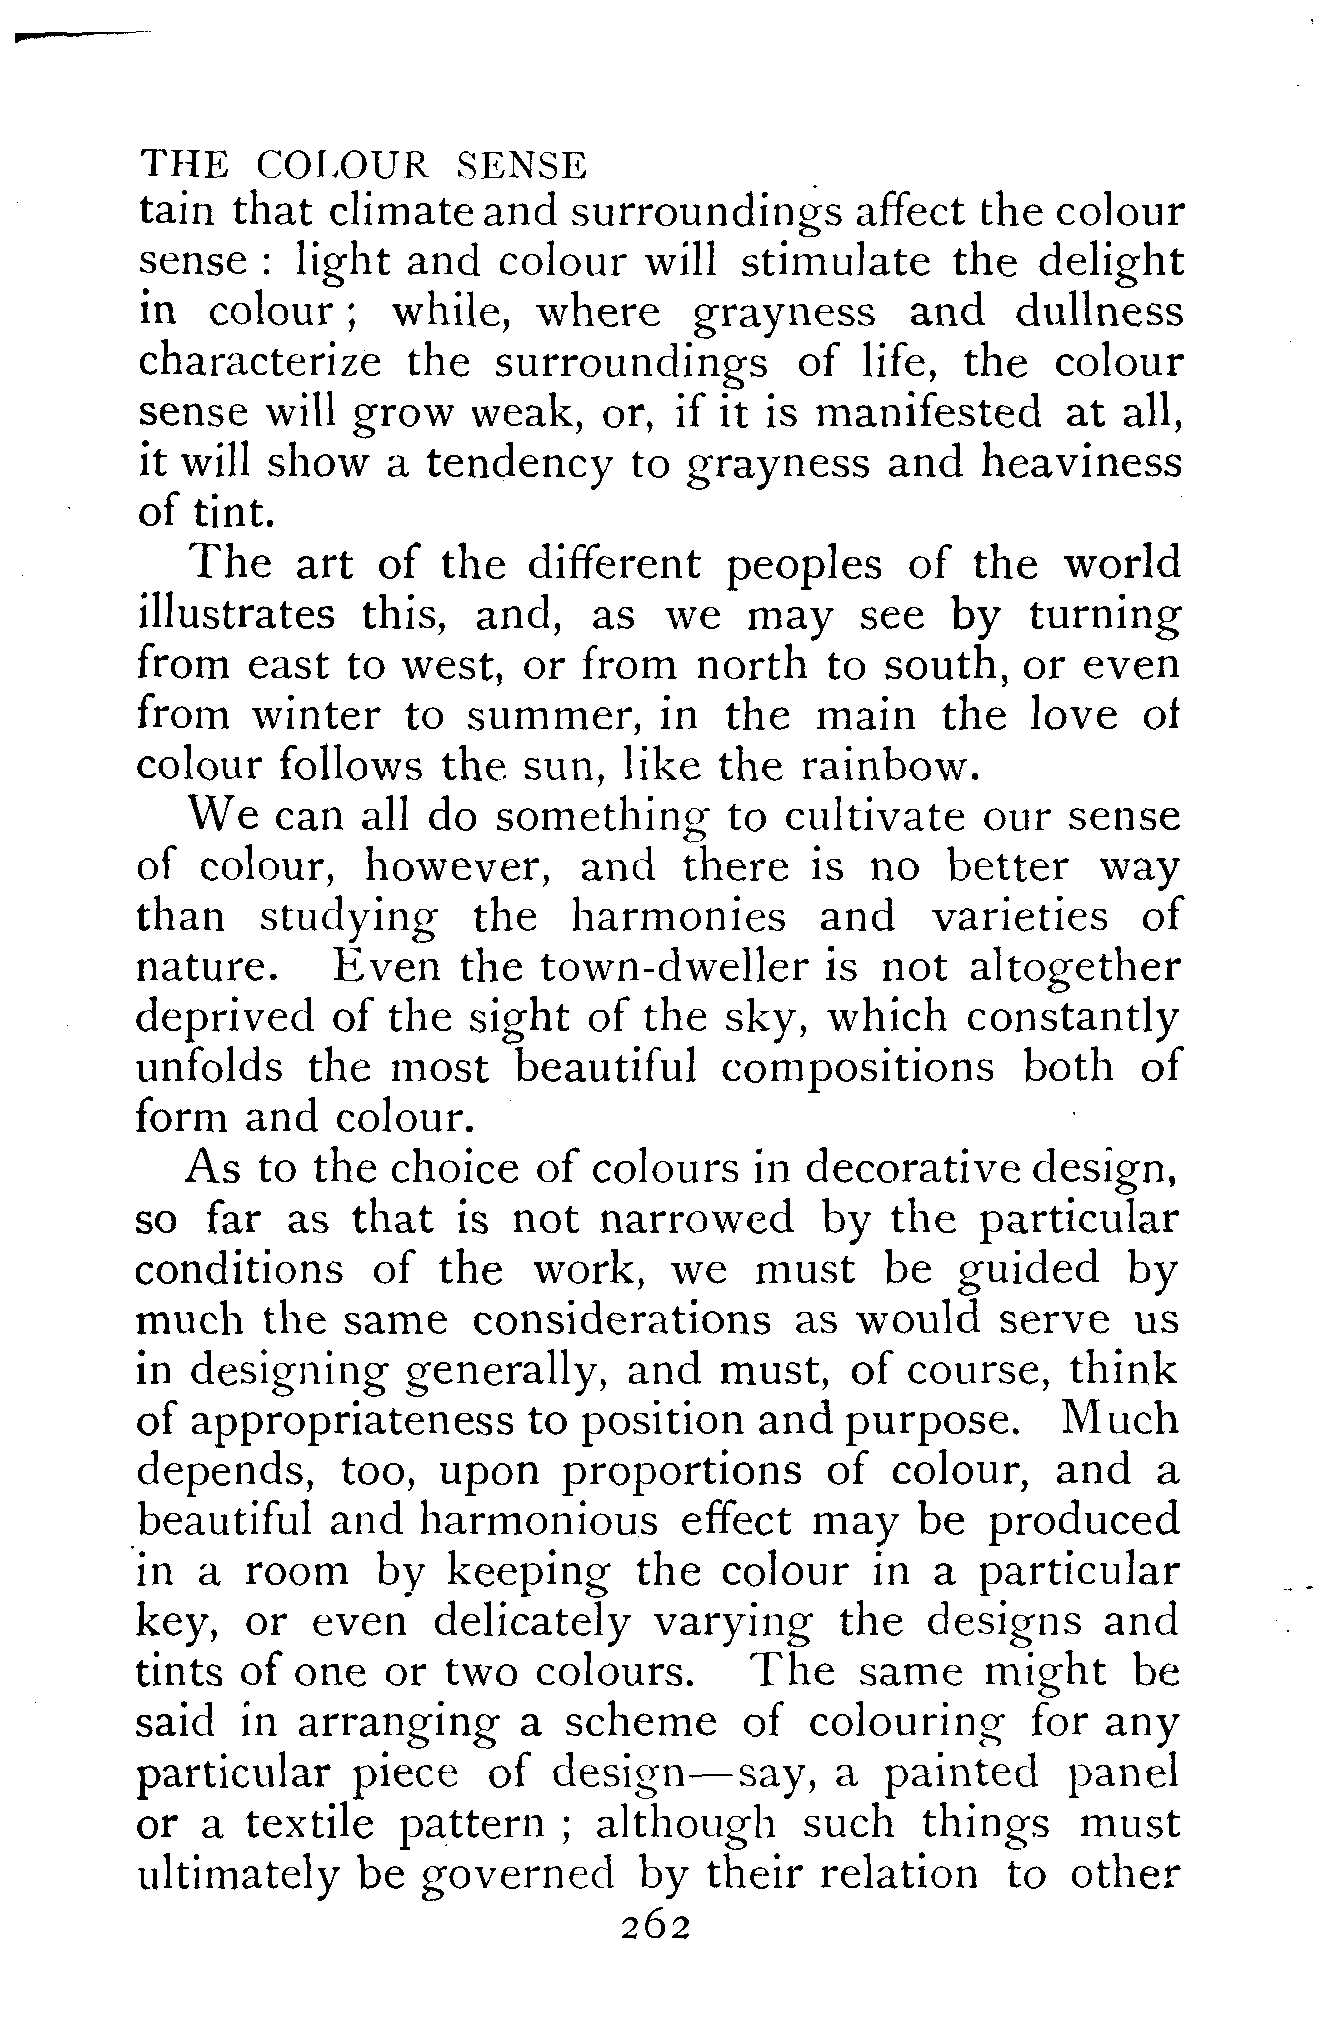 THE COLOUR SENSE
tain that climate and surroundings affect the colour
sense : light and colour will stimulate the delight
in colour ; while, where grayness and dullness
characterize the surroundings of life, the colour
sense will grow weak, or, if it is manifested at all,
it will show a tendency to grayness and heaviness
of tint.
The art of the different peoples of the world
illustrates this, and, as we may see by turning
from east to west, or from north to south, or even
from winter to summer, in the main the love of
colour follows the sun, like the rainbow.
We can all do something to cultivate our sense
of colour, however, and there is no better way
than studying the harmonies and varieties of
nature. Even the town-dweller is not altogether
deprived of the sight of the sky, which constantly
unfolds the most beautiful compositions both of
form and colour.
As to the choice of colours in decorative design,
so far as that is not narrowed by the particular
conditions of the work, we must be guided by
much the same considerations as would serve us
in designing generally, and must, of course, think
of appropriateness to position and purpose. Much
depends, too, upon proportions of colour, and a
beautiful and harmonious effect may be produced
in a room by keeping the colour in a particular
key, or even delicately varying the designs and
tints of one or two colours. The same might be
said in arranging a scheme of colouring for any
particular piece of design—say, a painted panel
or a textile pattern ; although such things must
ultimately be governed by their relation to other
262